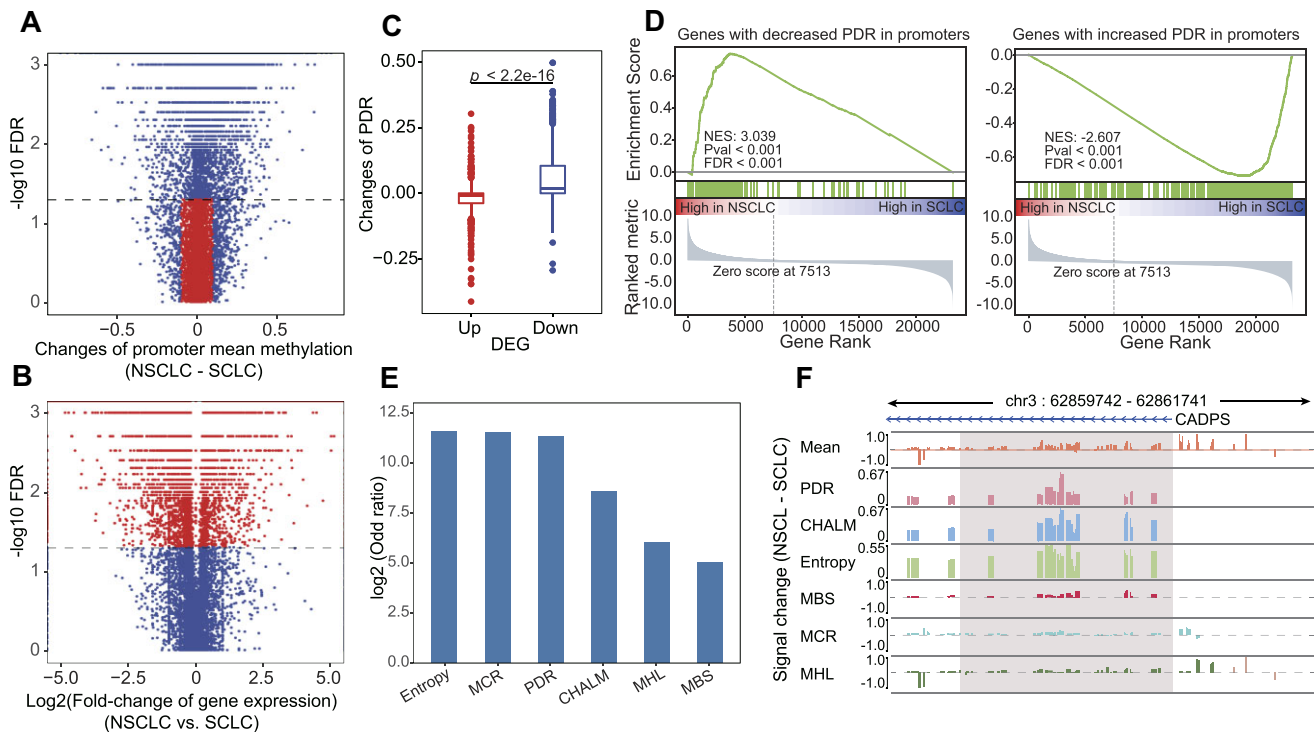 A
3
2
1
0
-log10 FDR
−0.5
0
0.5
Changes of promoter mean methylation
(NSCLC - SCLC)
B
3
2
1
0
-log10 FDR
−5.0
−2.5
0
2.5
5.0
Log2(Fold-change of gene expression)
(NSCLC vs. SCLC)
C
0.50
0.25
0.00
−0.25
Changes of PDR
p < 2.2e-16
Up
Down
DEG
D
Genes with decreased PDR in promoters
Enrichment Score
0.6
0.4
0.2
0.0
NES: 3.039
Pval < 0.001
FDR < 0.001
High in NSCLC
High in SCLC
Ranked metric
10.0
5.0
0.0
-5.0
-10.0
Zero score at 7513
0
5000
10000
15000
20000
Gene Rank
Genes with increased PDR in promoters
0.0
-0.2
-0.4
-0.6
NES: -2.607
Pval < 0.001
FDR < 0.001
High in NSCLC
High in SCLC
10.0
5.0
0.0
-5.0
-10.0
Zero score at 7513
0
5000
10000
15000
20000
Gene Rank
E
12.5
10.0
7.5
5.0
2.5
0.0
log2 (Odd ratio)
Entropy
MCR
PDR
CHALM
MHL
MBS
F
chr3 : 62859742 - 62861741
CADPS
Signal change (NSCL - SCLC)
Mean
1.0
-1.0
PDR
0.67
0
CHALM
0.67
0
Entropy
0.55
0
MBS
1.0
-1.0
MCR
1.0
-1.0
MHL
1.0
-1.0